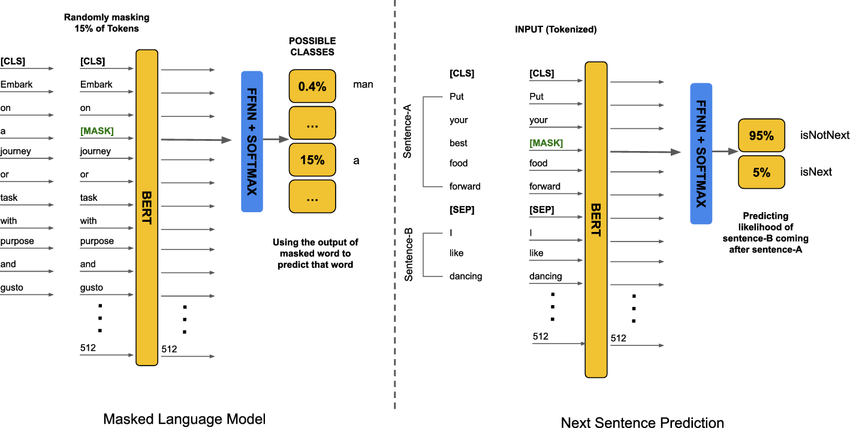 Randomly masking
15% of Tokens
[CLS]
Embark
on
a
journey
or
task
with
purpose
and
gusto
[CLS]
Embark
on
[MASK]
journey
or
task
with
purpose
and
gusto
512
BERT
512
FFNN + SOFTMAX
POSSIBLE
CLASSES
0.4%
man
...
15%
a
...
Using the output of
masked word to
predict that word
Masked Language Model
INPUT (Tokenized)
Sentence-A
[CLS]
Put
your
best
food
forward
[SEP]
Sentence-B
I
like
dancing
[CLS]
Put
your
[MASK]
food
forward
[SEP]
I
like
dancing
512
BERT
512
FFNN + SOFTMAX
95%
isNotNext
5%
isNext
Predicting
likelihood of
sentence-B coming
after sentence-A
Next Sentence Prediction